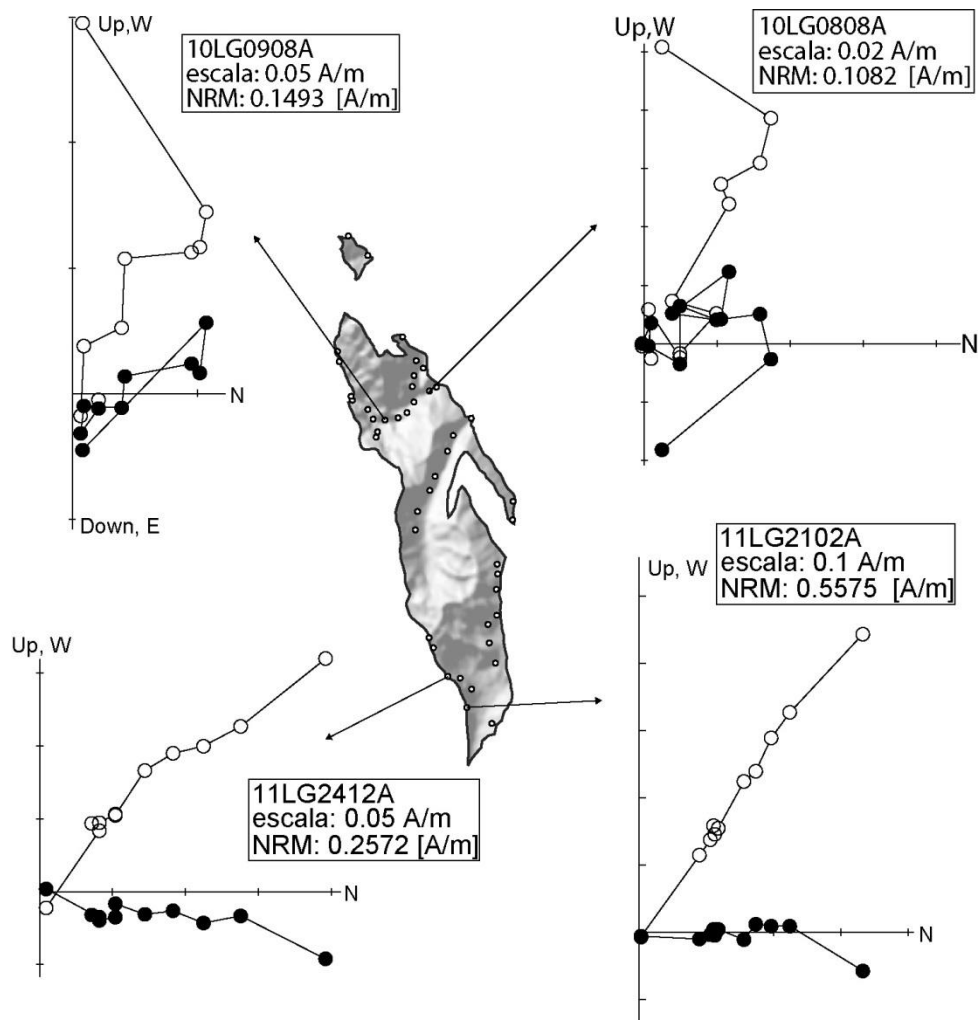 Up,W
10LG0908A
escala: 0.05 A/m
NRM: 0.1493 [A/m]
N
Down, E
Up,W
10LG0808A
escala: 0.02 A/m
NRM: 0.1082 [A/m]
N
Up, W
11LG2412A
escala: 0.05 A/m
NRM: 0.2572 [A/m]
N
Up, W
11LG2102A
escala: 0.1 A/m
NRM: 0.5575 [A/m]
N